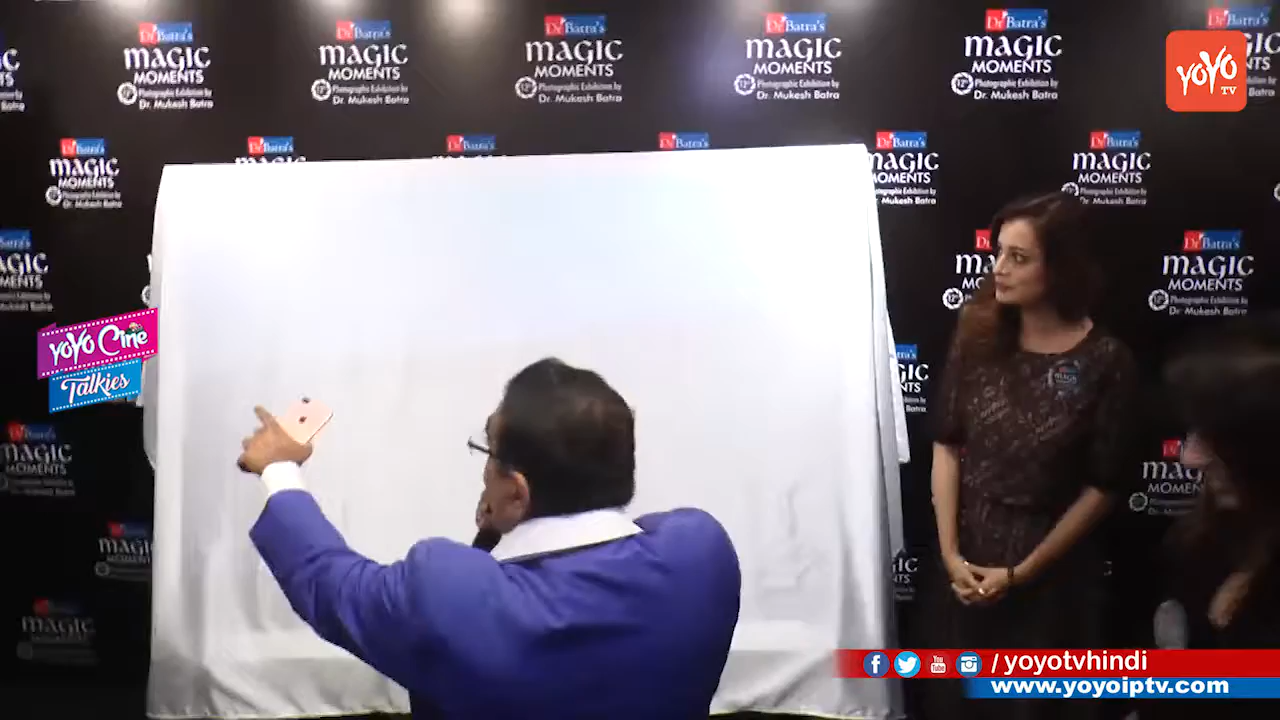 Dr Batra's
MAGIC
MOMENTS
12th Photographic Exhibition by
Dr. Mukesh Batra
YOYO
TV
YOYO Cine
Talkies
/yoyotvhindi
www.yoyoiptv.com